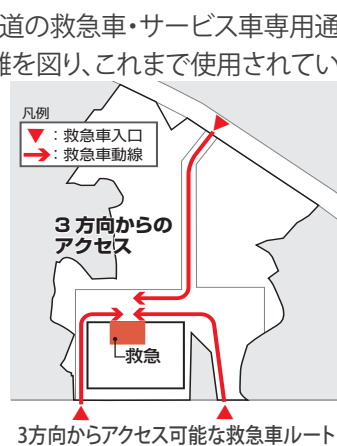 道の救急車・サービス車専用通
離を図り、これまで使用されてい
凡例
▼：救急車入口
→：救急車動線
3方向からの
アクセス
救急
3方向からアクセス可能な救急車ルート